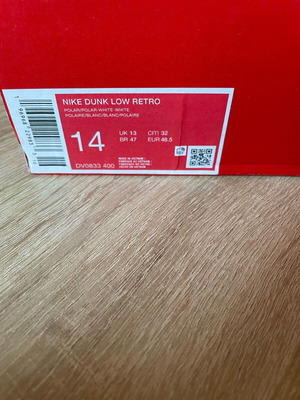 NIKE DUNK LOW RETRO
POLAR/POLAR-WHITE-WHITE
POLAIRE/BLANC/BLANC/POLAIRE
14
UK 13
CM 32
BR 47
EUR 48.5
DV0833 400
MADE IN VIETNAM